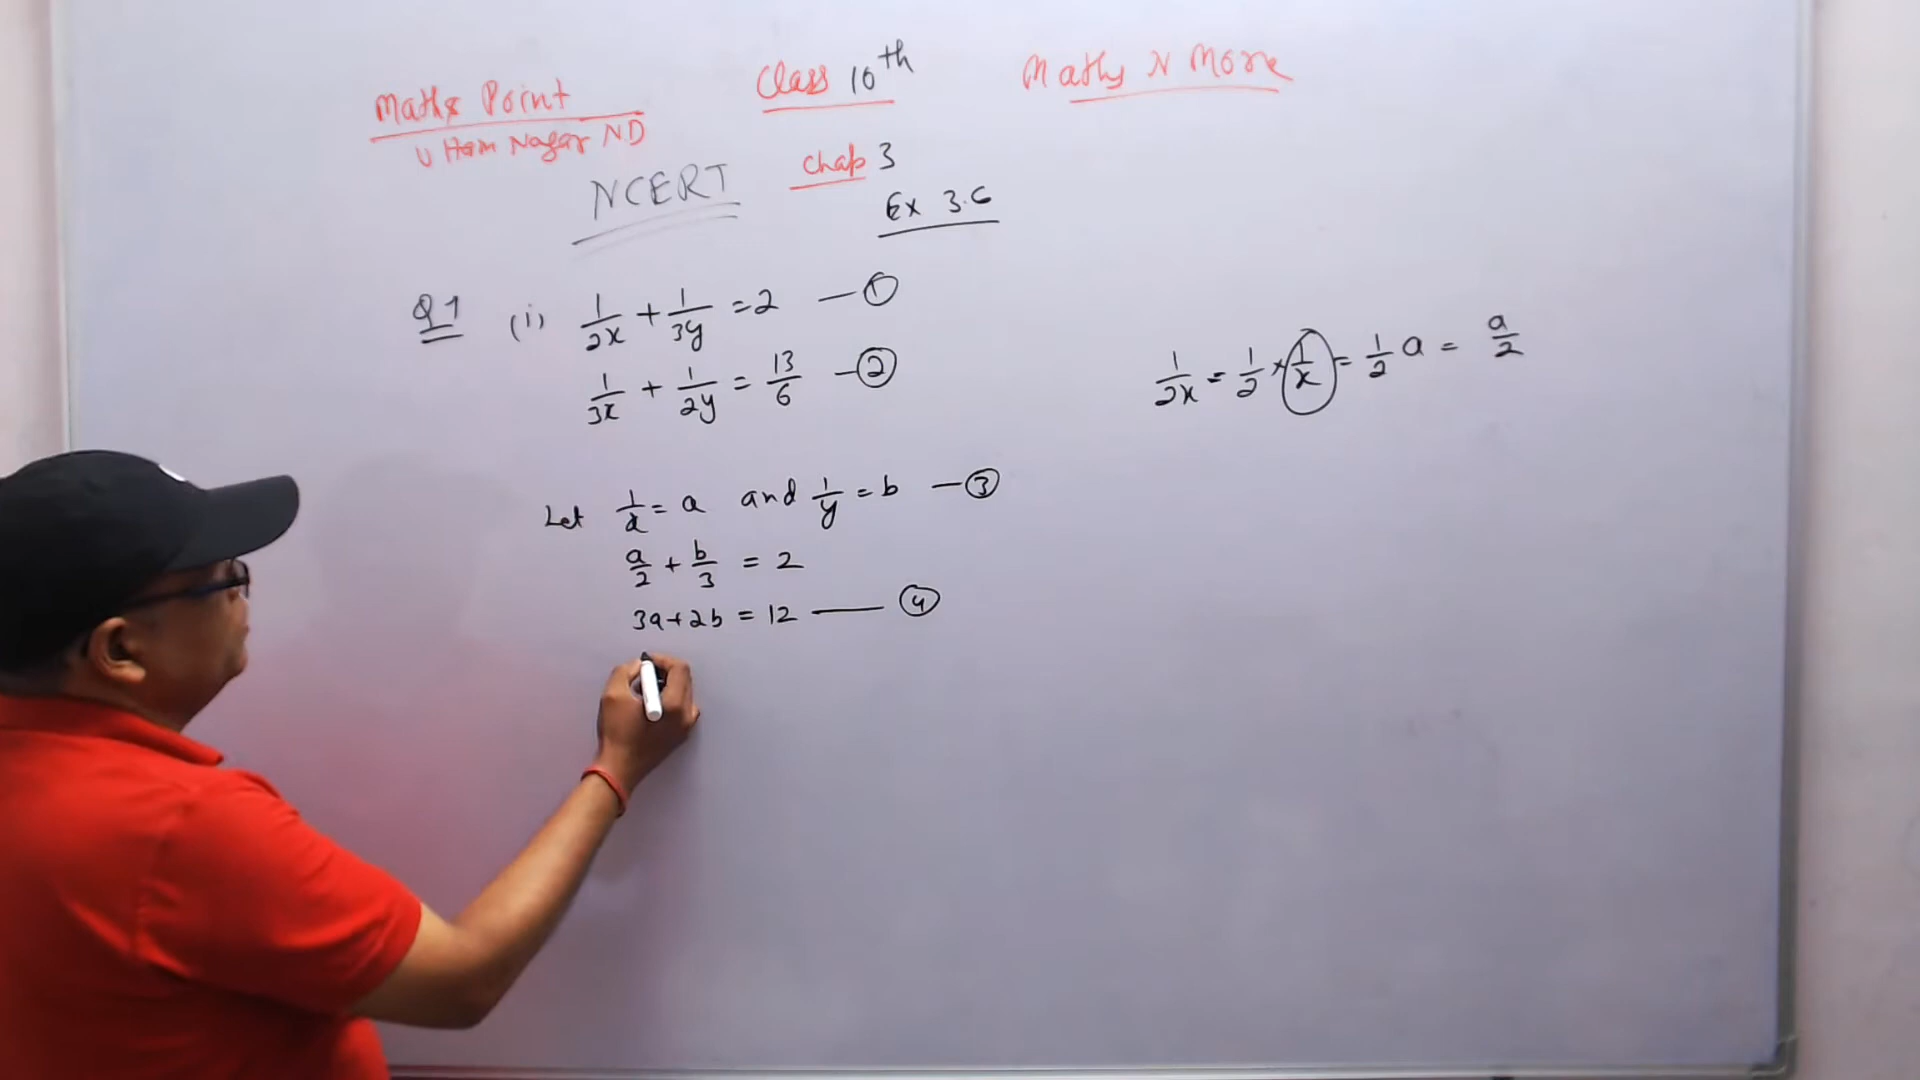 Maths Point
Uttam Nagar ND
Class 10th
Maths N More
NCERT
Chap 3
Ex 3.6
Q1 (i) 1/2x + 1/3y = 2 — ①
1/3x + 1/2y = 13/6 — ②
Let 1/x = a and 1/y = b — ③
a/2 + b/3 = 2
3a+2b = 12 — ④
1/2x = 1/2 × 1/x = 1/2 a = a/2